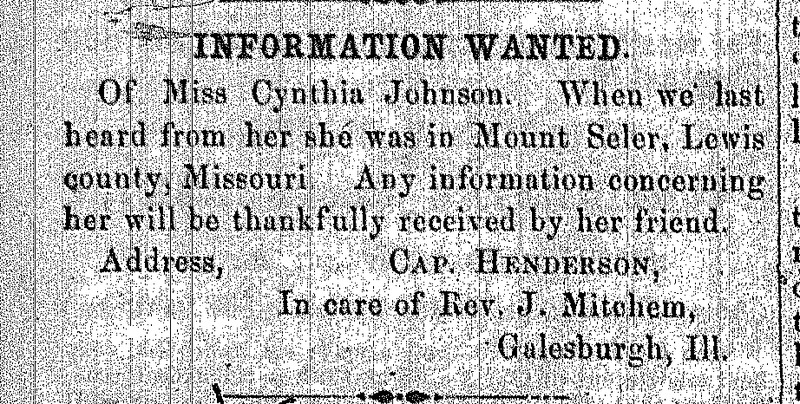 INFORMATION WANTED.
Of Miss Cynthia Johnson. When we last
heard from her she was in Mount Seler, Lewis
county, Missouri Any information concerning
her will be thankfully received by her friend.
Address, CAP. HENDERSON,
In care of Rev. J. Mitchem,
Galesburgh, Ill.